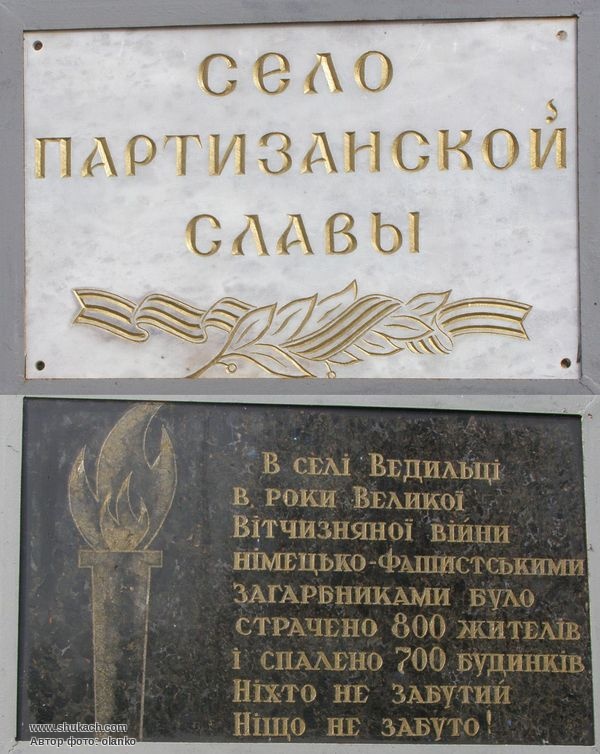 СЕЛО
ПАРТИЗАНСКОЙ
СЛАВЫ
В СЕЛІ ВЕДИЛЬЦІ
В РОКИ ВЕЛИКОЇ
ВІТЧИЗНЯНОЇ ВІЙНИ
НІМЕЦЬКО-ФАШИСТСЬКИМИ
ЗАГАРБНИКАМИ БУЛО
СТРАЧЕНО 800 ЖИТЕЛІВ
І СПАЛЕНО 700 БУДИНКІВ
НІХТО НЕ ЗАБУТИЙ
НІЩО НЕ ЗАБУТО!
www.shukach.com
Автор фото: olanko